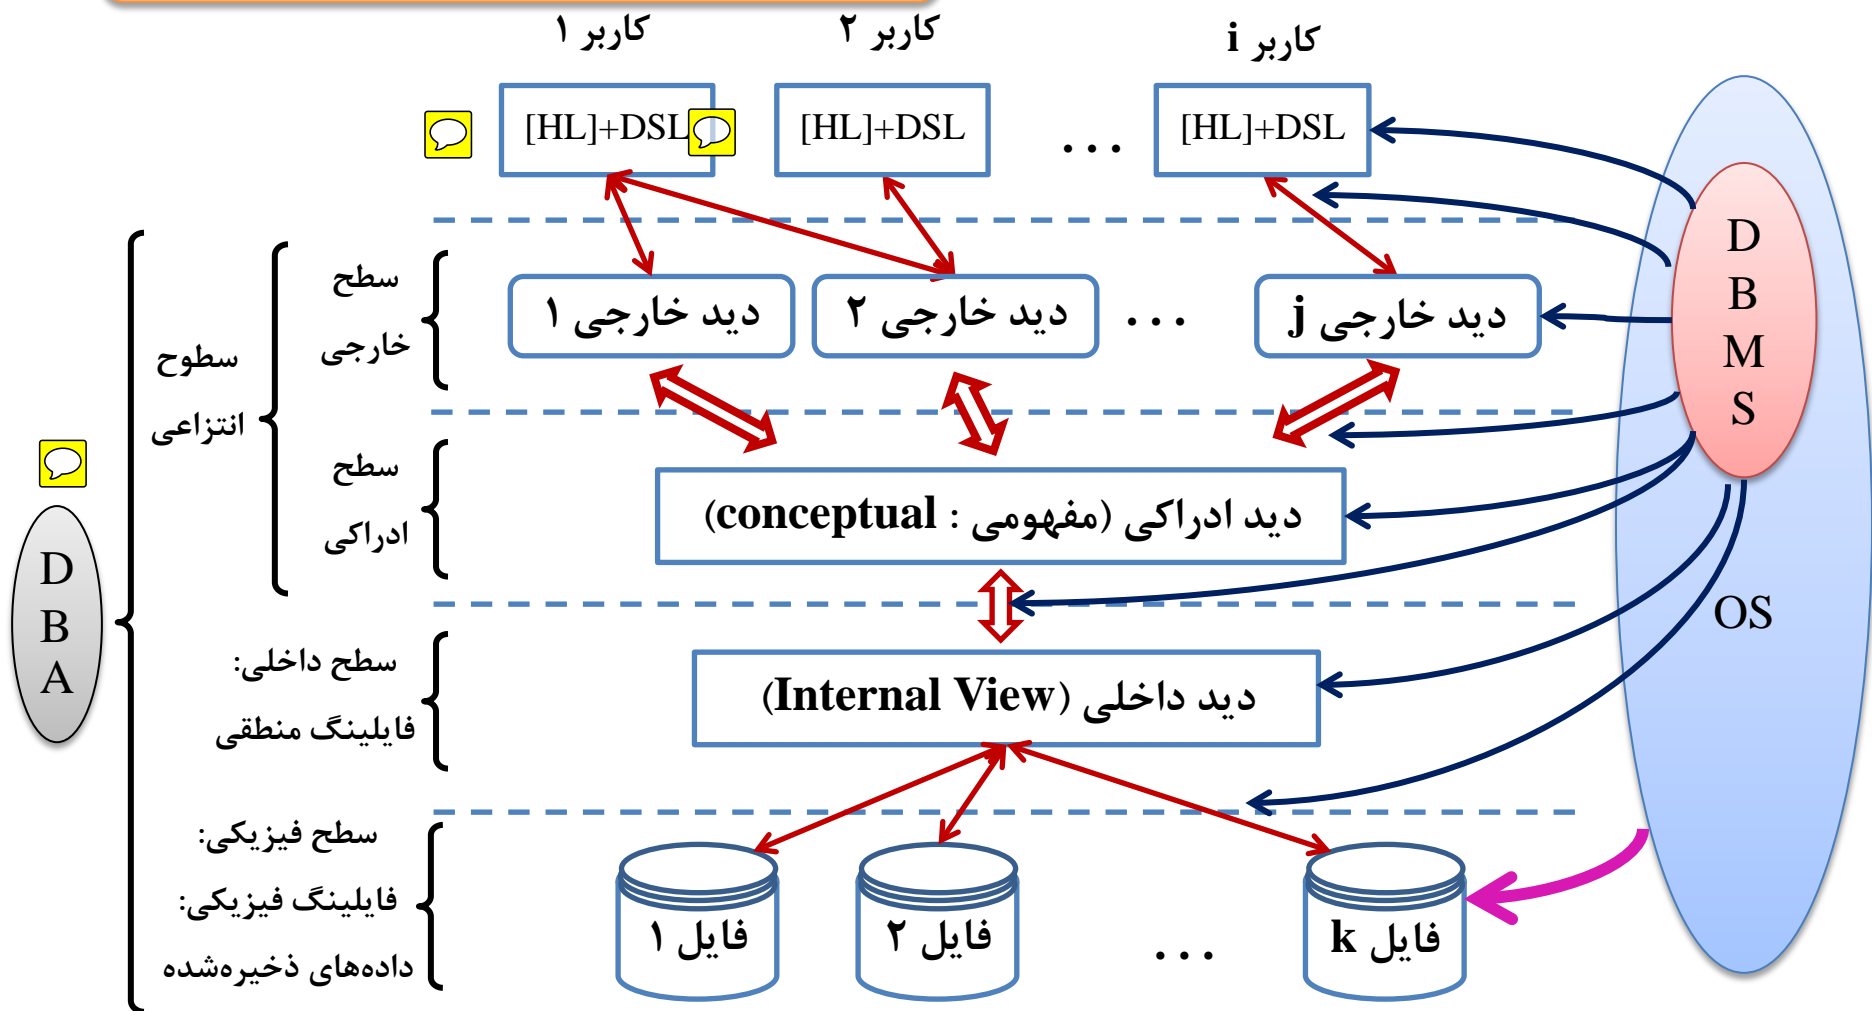 کاربر ۱
کاربر ۲
کاربر i
[HL]+DSL
[HL]+DSL
...
[HL]+DSL
سطح
خارجی
دید خارجی ۱
دید خارجی ۲
...
دید خارجی j
سطوح
انتزاعی
سطح
ادراکی
دید ادراکی (مفهومی : conceptual)
سطح داخلی:
فایلینگ منطقی
دید داخلی (Internal View)
سطح فیزیکی:
فایلینگ فیزیکی:
داده‌های ذخیره‌شده
فایل ۱
فایل ۲
...
فایل k
D
B
A
D
B
M
S
OS